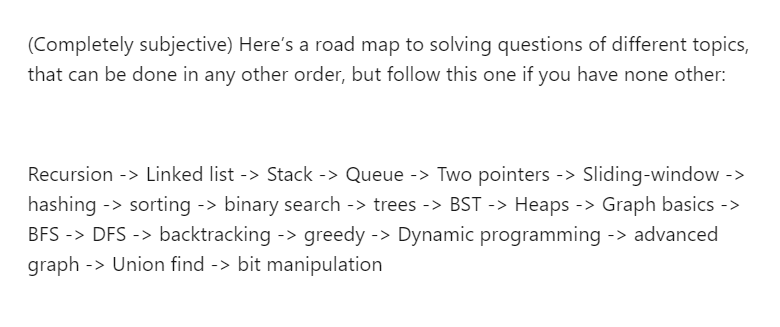 (Completely subjective) Here's a road map to solving questions of different topics,
that can be done in any other order, but follow this one if you have none other:
Recursion -> Linked list -> Stack -> Queue -> Two pointers -> Sliding-window ->
hashing -> sorting -> binary search -> trees -> BST -> Heaps -> Graph basics ->
BFS -> DFS -> backtracking -> greedy -> Dynamic programming -> advanced
graph -> Union find -> bit manipulation